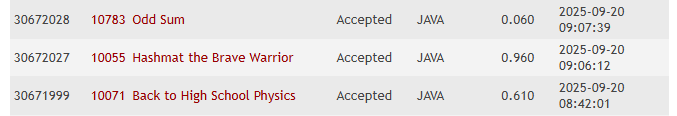 30672028 10783 Odd Sum Accepted JAVA 0.060 2025-09-20 09:07:39
30672027 10055 Hashmat the Brave Warrior Accepted JAVA 0.960 2025-09-20 09:06:12
30671999 10071 Back to High School Physics Accepted JAVA 0.610 2025-09-20 08:42:01